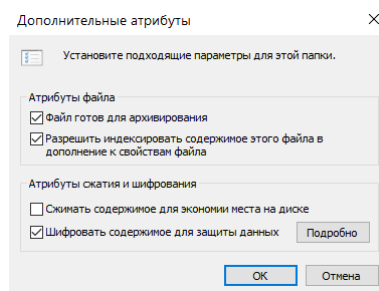 Дополнительные атрибуты
Установите подходящие параметры для этой папки.
Атрибуты файла
Файл готов для архивирования
Разрешить индексировать содержимое этого файла в
дополнение к свойствам файла
Атрибуты сжатия и шифрования
Сжимать содержимое для экономии места на диске
Шифровать содержимое для защиты данных
Подробно
ОК
Отмена